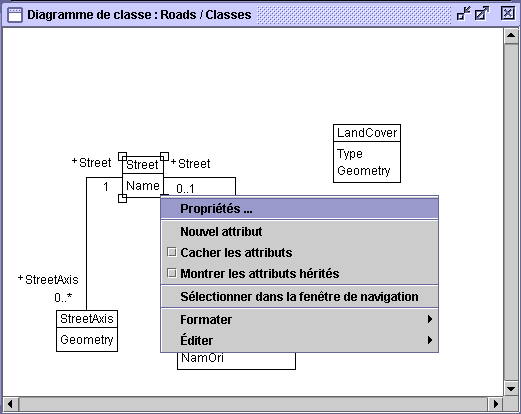 Diagramme de classe : Roads / Classes
LandCover
Type
Geometry
+Street
Street
+Street
1
Name
0..1
Propriétés ...
Nouvel attribut
Cacher les attributs
Montrer les attributs hérités
Sélectionner dans la fenêtre de navigation
Formater
Éditer
+StreetAxis
0..*
StreetAxis
Geometry
NamOri